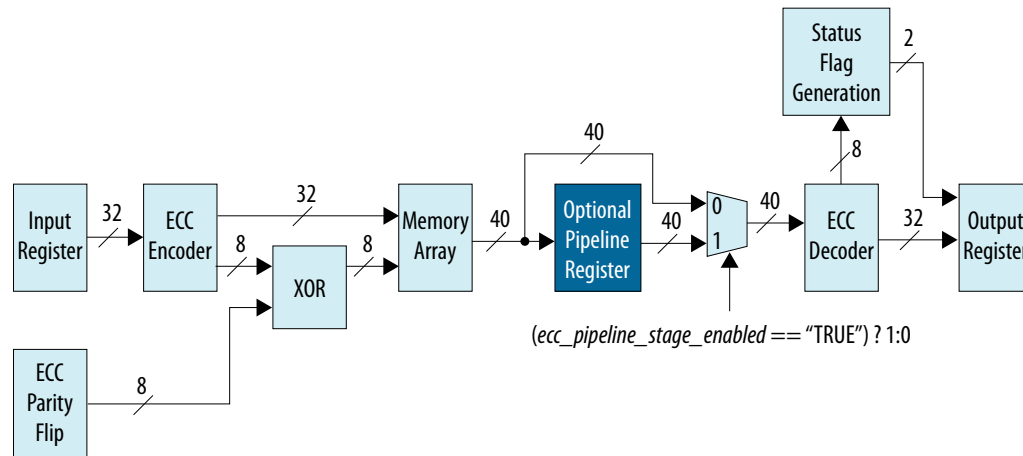 Status
Flag
Generation
2
8
40
Input
Register
32
ECC
Encoder
32
8
XOR
8
Memory
Array
40
Optional
Pipeline
Register
40
0
1
40
ECC
Decoder
32
Output
Register
(ecc_pipeline_stage_enabled == “TRUE”) ? 1:0
ECC
Parity
Flip
8